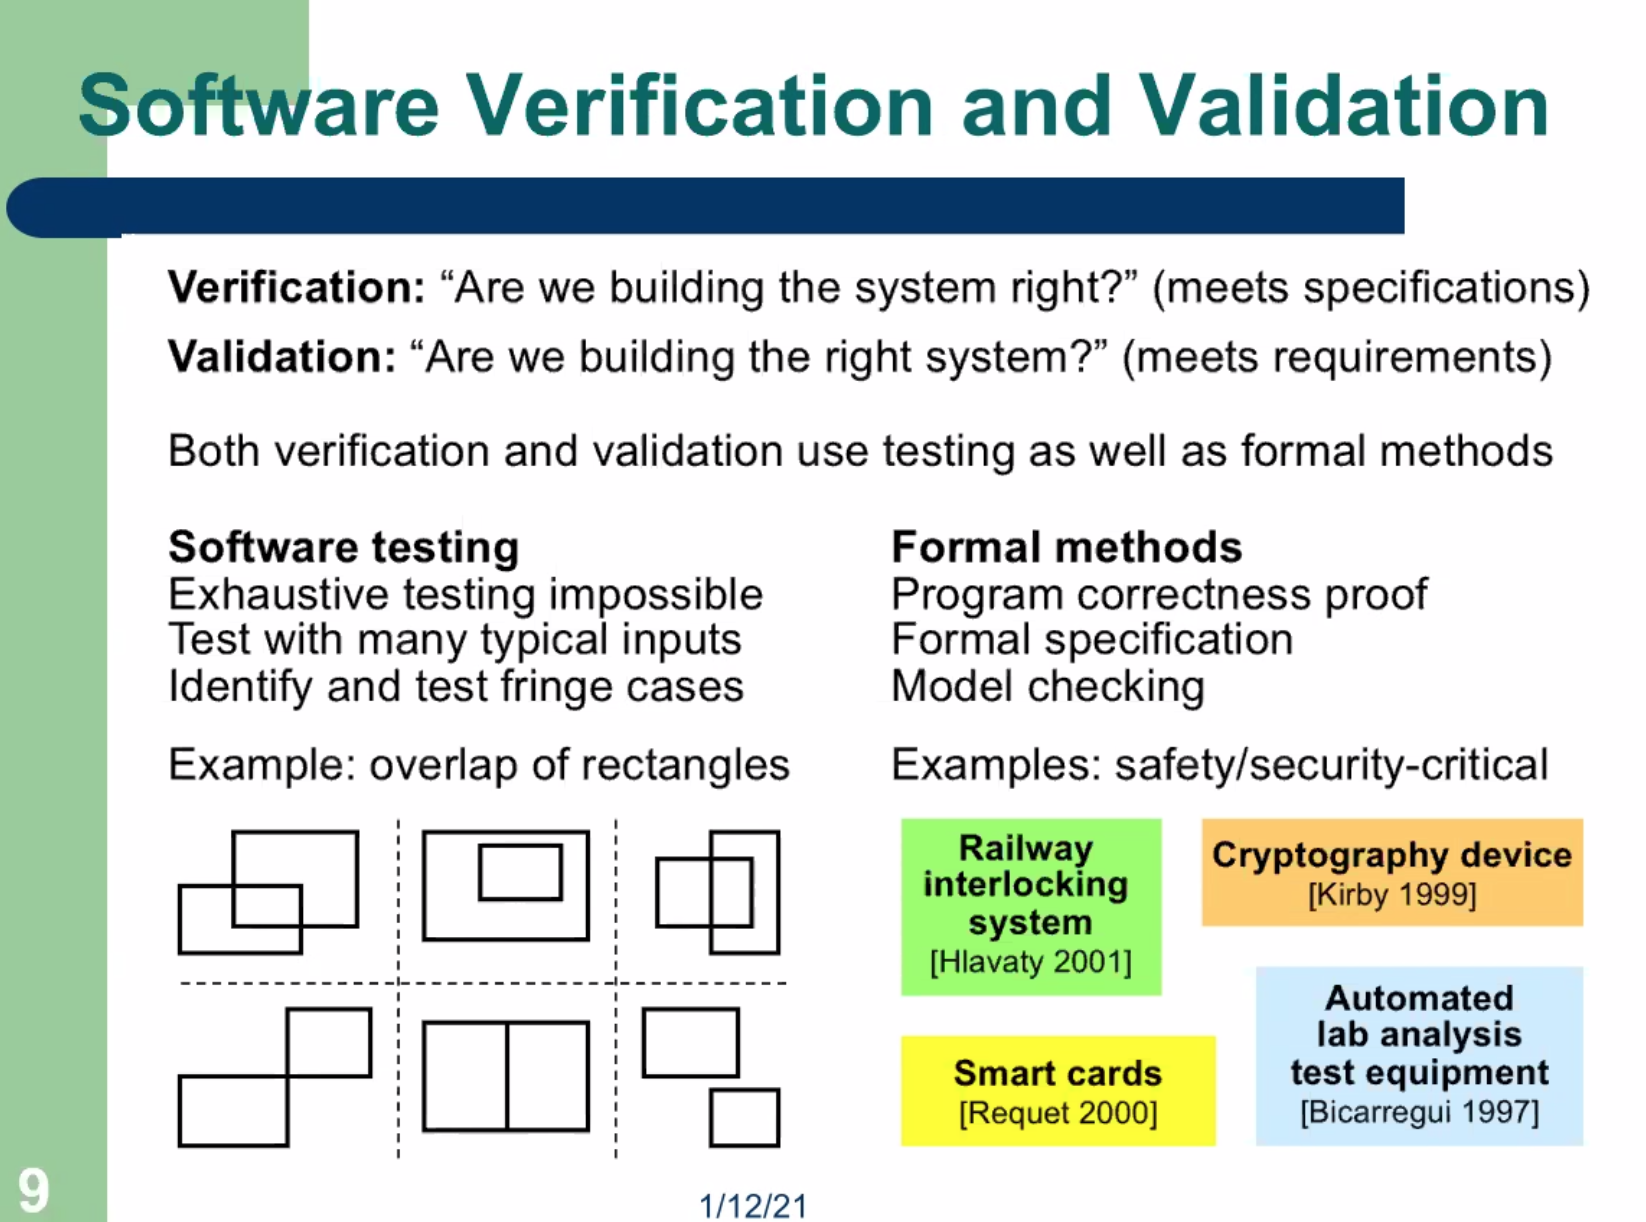 Software Verification and Validation
Verification: “Are we building the system right?” (meets specifications)
Validation: “Are we building the right system?” (meets requirements)
Both verification and validation use testing as well as formal methods
Software testing
Exhaustive testing impossible
Test with many typical inputs
Identify and test fringe cases
Example: overlap of rectangles
Formal methods
Program correctness proof
Formal specification
Model checking
Examples: safety/security-critical
Railway
interlocking
system
[Hlavaty 2001]
Cryptography device
[Kirby 1999]
Smart cards
[Requet 2000]
Automated
lab analysis
test equipment
[Bicarregui 1997]
9
1/12/21